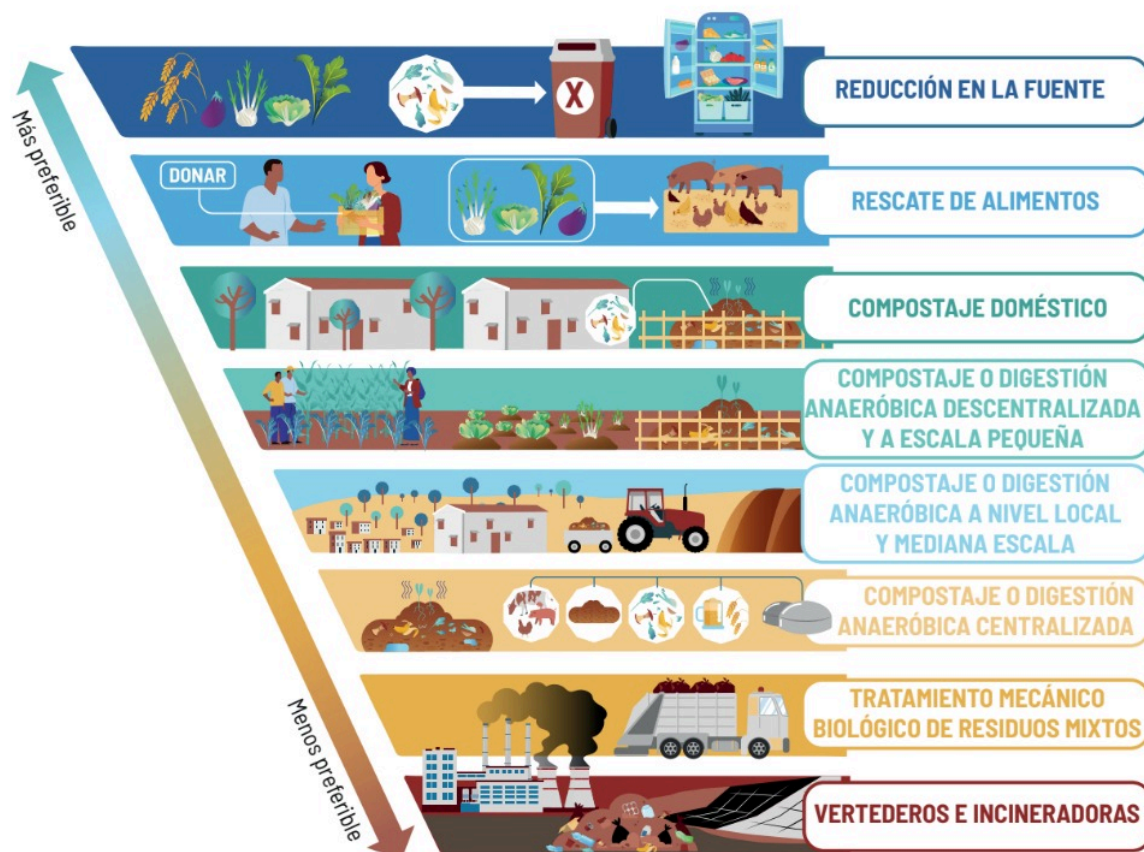 REDUCCIÓN EN LA FUENTE
X
Más preferible
DONAR
RESCATE DE ALIMENTOS
COMPOSTAJE DOMÉSTICO
COMPOSTAJE O DIGESTIÓN
ANAERÓBICA DESCENTRALIZADA
Y A ESCALA PEQUEÑA
COMPOSTAJE O DIGESTIÓN
ANAERÓBICA A NIVEL LOCAL
Y MEDIANA ESCALA
COMPOSTAJE O DIGESTIÓN
ANAERÓBICA CENTRALIZADA
TRATAMIENTO MECÁNICO
BIOLÓGICO DE RESIDUOS MIXTOS
Menos preferible
VERTEDEROS E INCINERADORAS